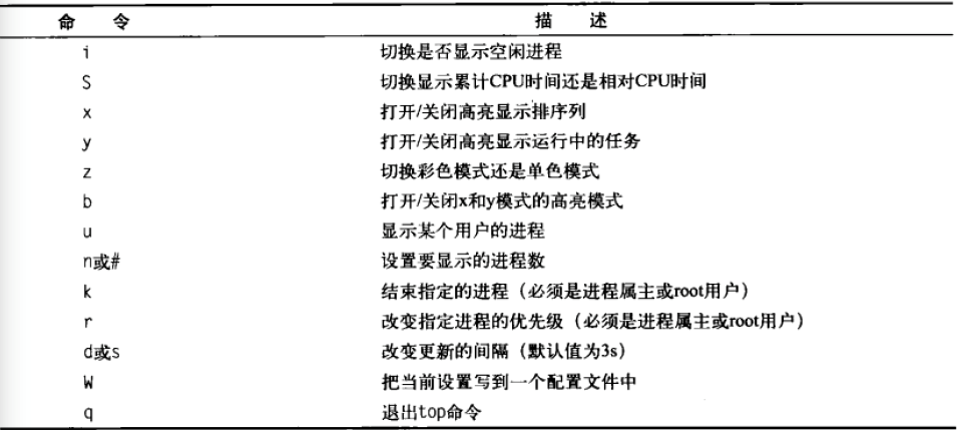 命 令 描 述
i 切换是否显示空闲进程
S 切换显示累计CPU时间还是相对CPU时间
x 打开/关闭高亮显示排序列
y 打开/关闭高亮显示运行中的任务
z 切换彩色模式还是单色模式
b 打开/关闭x和y模式的高亮模式
u 显示某个用户的进程
n或# 设置要显示的进程数
k 结束指定的进程（必须是进程属主或root用户）
r 改变指定进程的优先级（必须是进程属主或root用户）
d或s 改变更新的间隔（默认值为3s）
W 把当前设置写到一个配置文件中
q 退出top命令